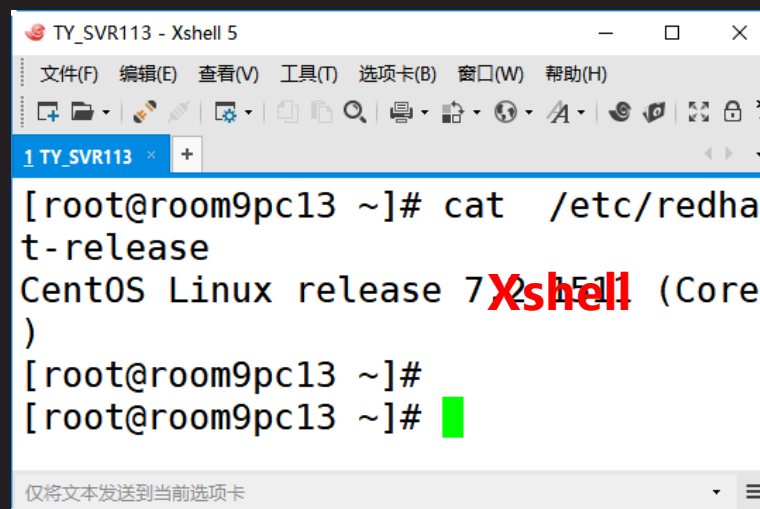 TY_SVR113 - Xshell 5
文件(F) 编辑(E) 查看(V) 工具(T) 选项卡(B) 窗口(W) 帮助(H)
1 TY_SVR113 × +
[root@room9pc13 ~]# cat  /etc/redha
t-release
CentOS Linux release 7.2.1511 (Core
)
Xshell
[root@room9pc13 ~]#
[root@room9pc13 ~]#
仅将文本发送到当前选项卡